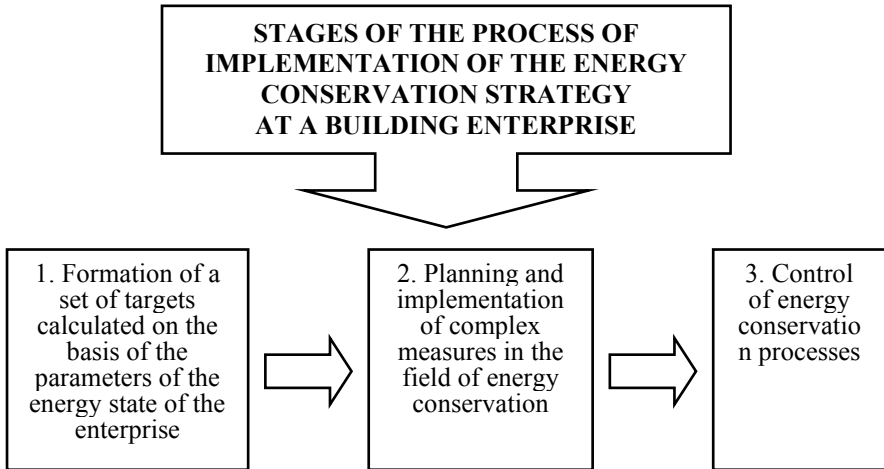 STAGES OF THE PROCESS OF
IMPLEMENTATION OF THE ENERGY
CONSERVATION STRATEGY
AT A BUILDING ENTERPRISE
1. Formation of a
set of targets
calculated on the
basis of the
parameters of the
energy state of the
enterprise
2. Planning and
implementation
of complex
measures in the
field of energy
conservation
3. Control
of energy
conservatio
n processes